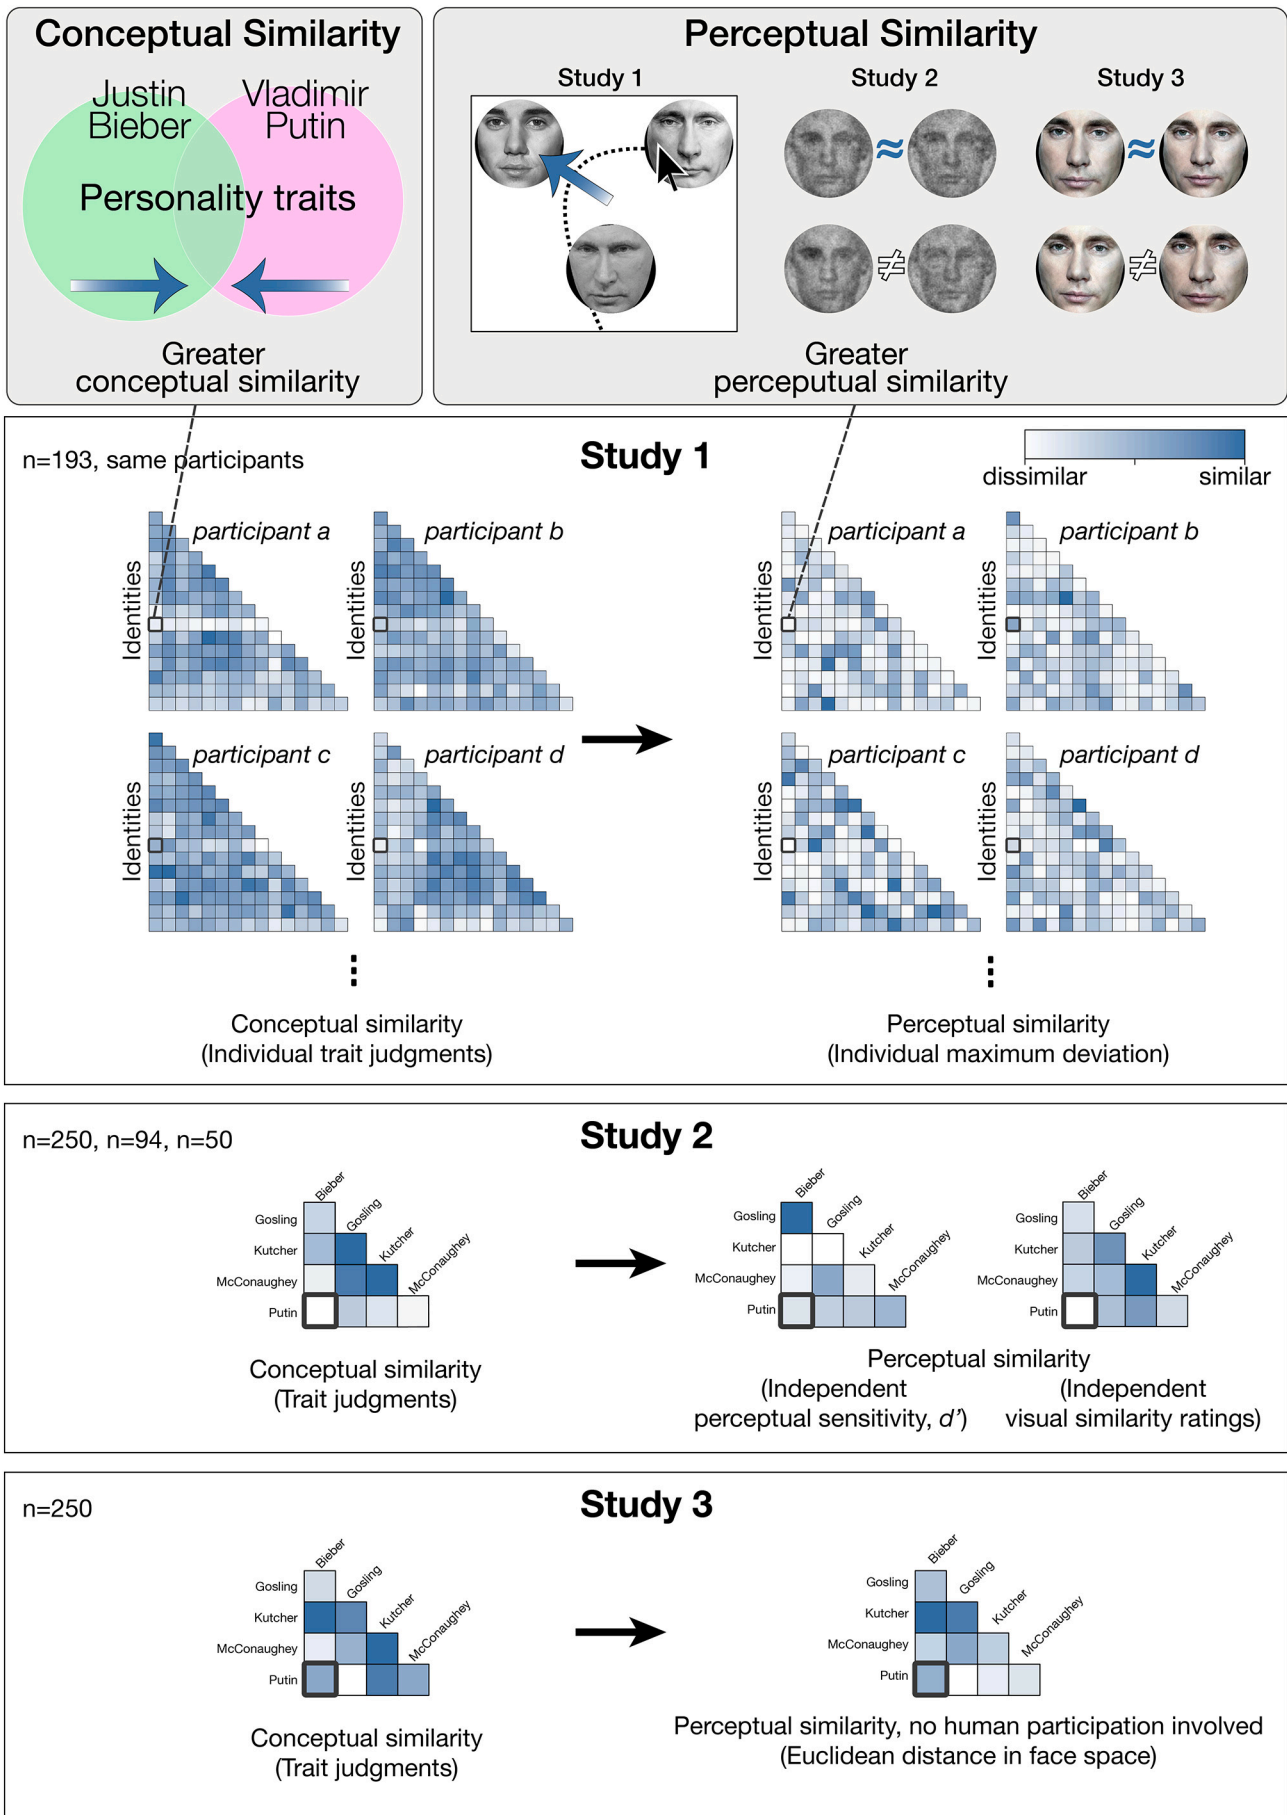 Conceptual Similarity
Justin
Bieber
Vladimir
Putin
Personality traits
Greater
conceptual similarity
Perceptual Similarity
Study 1
Study 2
Study 3
≈
≈
≠
≠
Greater
perceputual similarity
n=193, same participants
Study 1
dissimilar
similar
participant a
participant b
participant a
participant b
Identities
Identities
Identities
Identities
participant c
participant d
participant c
participant d
Identities
Identities
Identities
Identities
Conceptual similarity
(Individual trait judgments)
Perceptual similarity
(Individual maximum deviation)
n=250, n=94, n=50
Study 2
Bieber
Gosling
Kutcher
McConaughey
Gosling
Kutcher
McConaughey
Putin
Conceptual similarity
(Trait judgments)
Bieber
Gosling
Kutcher
McConaughey
Gosling
Kutcher
McConaughey
Putin
Bieber
Gosling
Kutcher
McConaughey
Gosling
Kutcher
McConaughey
Putin
Perceptual similarity
(Independent
perceptual sensitivity, d’)
(Independent
visual similarity ratings)
n=250
Study 3
Bieber
Gosling
Kutcher
McConaughey
Gosling
Kutcher
McConaughey
Putin
Conceptual similarity
(Trait judgments)
Bieber
Gosling
Kutcher
McConaughey
Gosling
Kutcher
McConaughey
Putin
Perceptual similarity, no human participation involved
(Euclidean distance in face space)